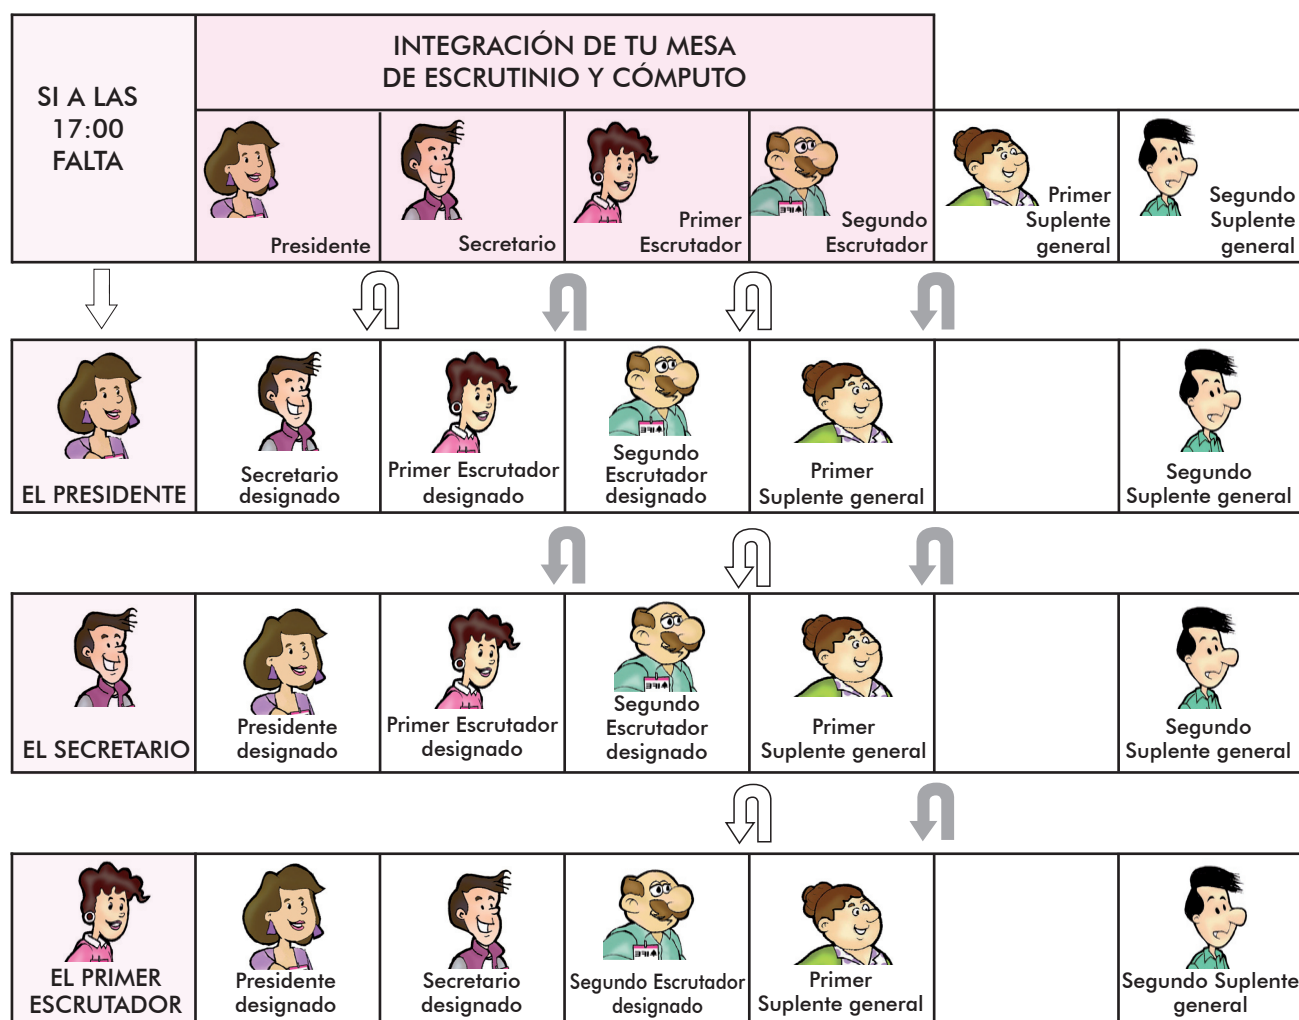 SI A LAS
17:00
FALTA
INTEGRACIÓN DE TU MESA
DE ESCRUTINIO Y CÓMPUTO
Presidente
Secretario
Primer
Escrutador
Segundo
Escrutador
Primer
Suplente
general
Segundo
Suplente
general
EL PRESIDENTE
Secretario
designado
Primer Escrutador
designado
Segundo
Escrutador
designado
Primer
Suplente general
Segundo
Suplente general
EL SECRETARIO
Presidente
designado
Primer Escrutador
designado
Segundo
Escrutador
designado
Primer
Suplente general
Segundo
Suplente general
EL PRIMER
ESCRUTADOR
Presidente
designado
Secretario
designado
Segundo Escrutador
designado
Primer
Suplente general
Segundo Suplente
general